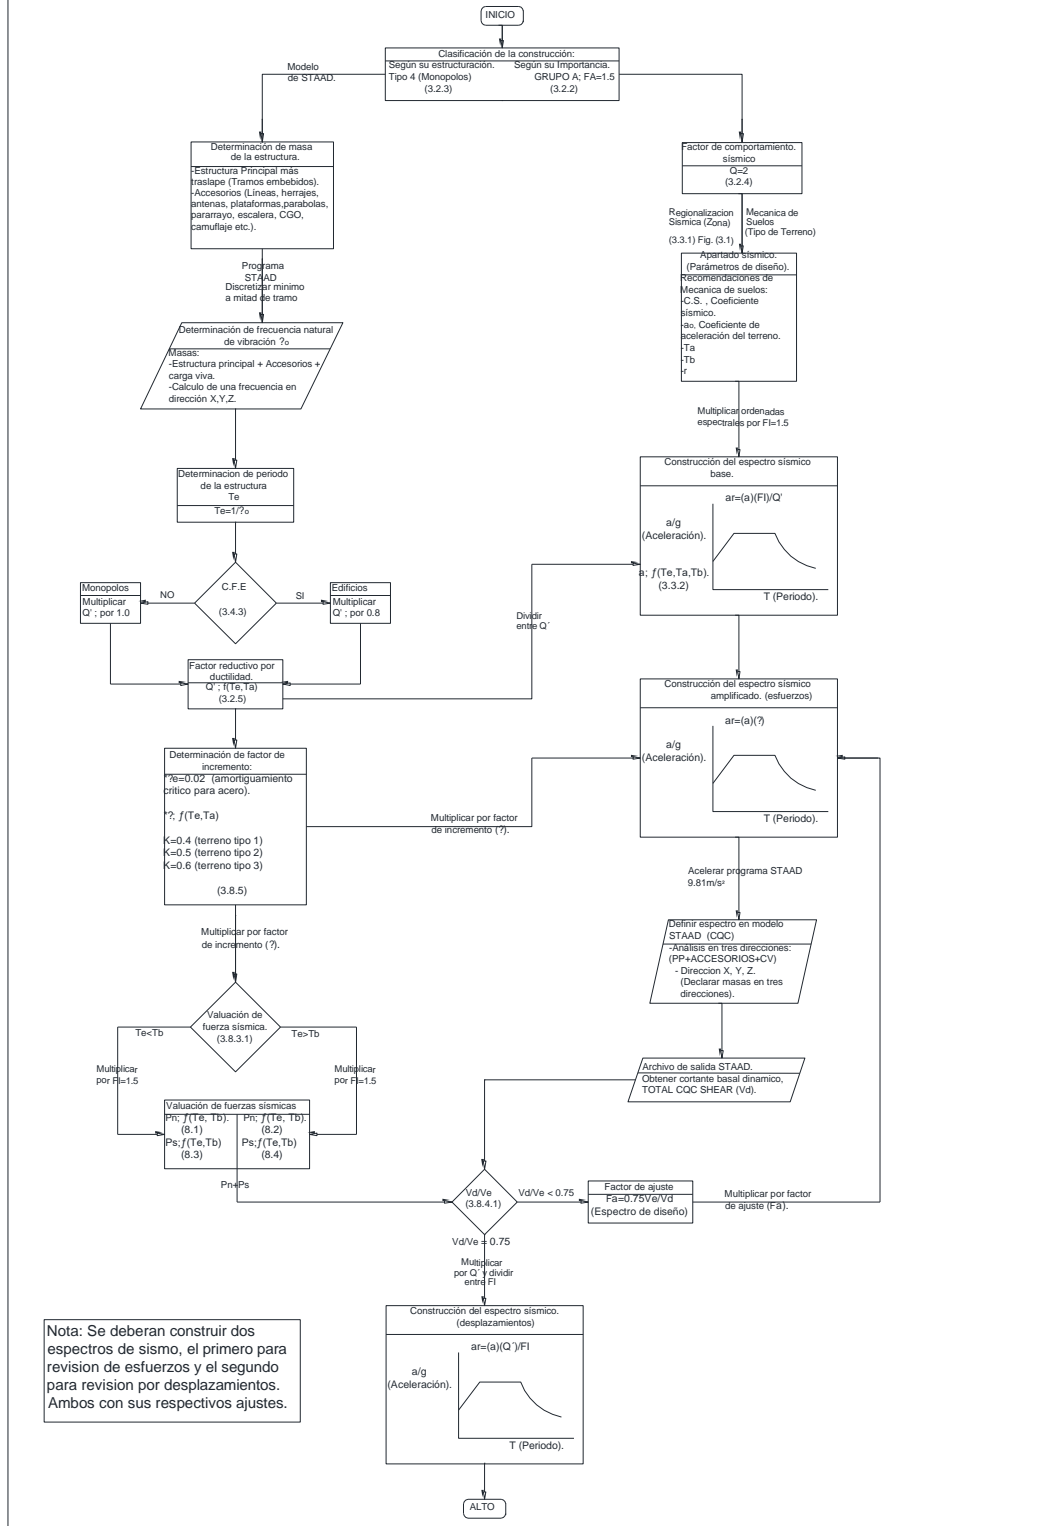 INICIO
Clasificación de la construcción:
Según su estructuración.
Tipo 4 (Monopolos)
(3.2.3)
Según su Importancia.
GRUPO A; FA=1.5
(3.2.2)
Modelo
de STAAD.
Determinación de masa
de la estructura.
-Estructura Principal más
traslape (Tramos embebidos).
-Accesorios (Líneas, herrajes,
antenas, plataformas,parabolas,
pararrayo, escalera, CGO,
camuflaje etc.).
Factor de comportamiento.
sísmico
Q=2
(3.2.4)
Regionalizacion
Sismica (Zona)
(3.3.1) Fig. (3.1)
Mecanica de
Suelos
(Tipo de Terreno)
Programa
STAAD
Discretizar minimo
a mitad de tramo
Apartado sísmico.
(Parámetros de diseño).
Recomendaciones de
Mecanica de suelos:
-C.S. , Coeficiente
sísmico.
-ao, Coeficiente de
aceleración del terreno.
-Ta
-Tb
-r
Determinación de frecuencia natural
de vibración ?o
Masas:
-Estructura principal + Accesorios +
carga viva.
-Calculo de una frecuencia en
dirección X,Y,Z.
Multiplicar ordenadas
espectrales por FI=1.5
Determinacion de periodo
de la estructura
Te
Te=1/?o
Construcción del espectro sísmico
base.
ar=(a)(FI)/Q'
a/g
(Aceleración).
a; ƒ(Te,Ta,Tb).
(3.3.2)
T (Periodo).
C.F.E
(3.4.3)
NO
SI
Monopolos
Multiplicar
Q' ; por 1.0
Edificios
Multiplicar
Q' ; por 0.8
Dividir
entre Q´
Factor reductivo por
ductilidad.
Q' ; f(Te,Ta)
(3.2.5)
Construcción del espectro sísmico
amplificado. (esfuerzos)
ar=(a)(?)
a/g
(Aceleración).
T (Periodo).
Determinación de factor de
incremento:
*?e=0.02 (amortiguamiento
critico para acero).
*?; ƒ(Te,Ta)
K=0.4 (terreno tipo 1)
K=0.5 (terreno tipo 2)
K=0.6 (terreno tipo 3)
(3.8.5)
Multiplicar por factor
de incremento (?).
Acelerar programa STAAD
9.81m/s²
Multiplicar por factor
de incremento (?).
Definir espectro en modelo
STAAD (CQC)
-Análisis en tres direcciones:
(PP+ACCESORIOS+CV)
- Direccion X, Y, Z.
(Declarar masas en tres
direcciones).
Valuación de
fuerza sísmica.
(3.8.3.1)
Te<Tb
Te>Tb
Multiplicar
por FI=1.5
Multiplicar
por FI=1.5
Archivo de salida STAAD.
Obtener cortante basal dinamico,
TOTAL CQC SHEAR (Vd).
Valuación de fuerzas sísmicas
Pn; ƒ(Te, Tb).
(8.1)
Ps;ƒ(Te,Tb)
(8.3)
Pn; ƒ(Te, Tb).
(8.2)
Ps;ƒ(Te,Tb)
(8.4)
Pn+Ps
Vd/Ve
(3.8.4.1)
Vd/Ve < 0.75
Factor de ajuste
Fa=0.75Ve/Vd
(Espectro de diseño)
Multiplicar por factor
de ajuste (Fa).
Vd/Ve = 0.75
Multiplicar
por Q´ y dividir
entre FI
Construcción del espectro sísmico.
(desplazamientos)
ar=(a)(Q´)/FI
a/g
(Aceleración).
T (Periodo).
Nota: Se deberan construir dos
espectros de sismo, el primero para
revision de esfuerzos y el segundo
para revision por desplazamientos.
Ambos con sus respectivos ajustes.
ALTO